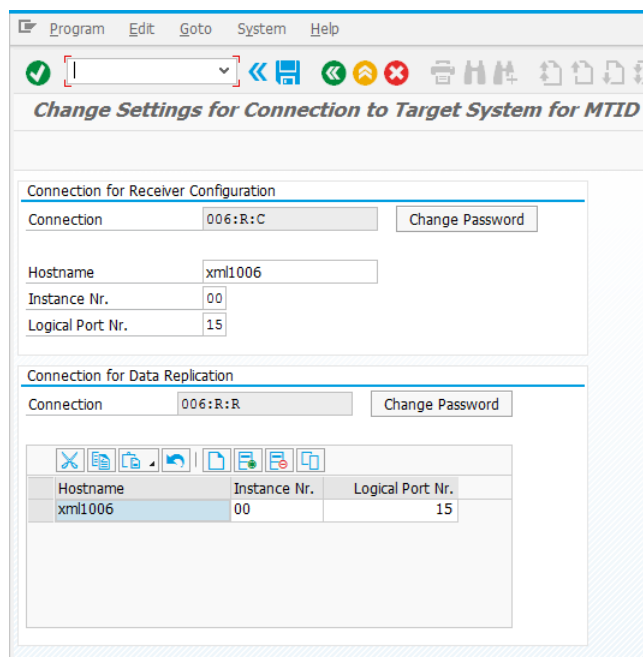 Program Edit Goto System Help
Change Settings for Connection to Target System for MTID
Connection for Receiver Configuration
Connection 006:R:C Change Password
Hostname xml1006
Instance Nr. 00
Logical Port Nr. 15
Connection for Data Replication
Connection 006:R:R Change Password
Hostname Instance Nr. Logical Port Nr.
xml1006 00 15